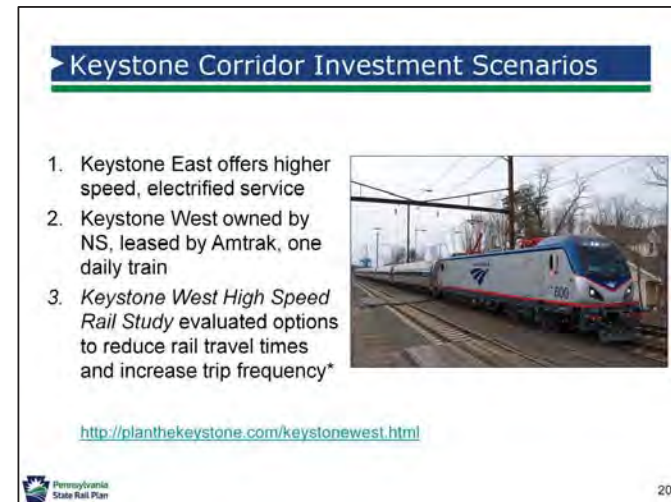 Keystone Corridor Investment Scenarios
1. Keystone East offers higher
speed, electrified service
2. Keystone West owned by
NS, leased by Amtrak, one
daily train
3. Keystone West High Speed
Rail Study evaluated options
to reduce rail travel times
and increase trip frequency*
600
http://planthekeystone.com/keystonewest.html
Pennsylvania
State Rail Plan
20